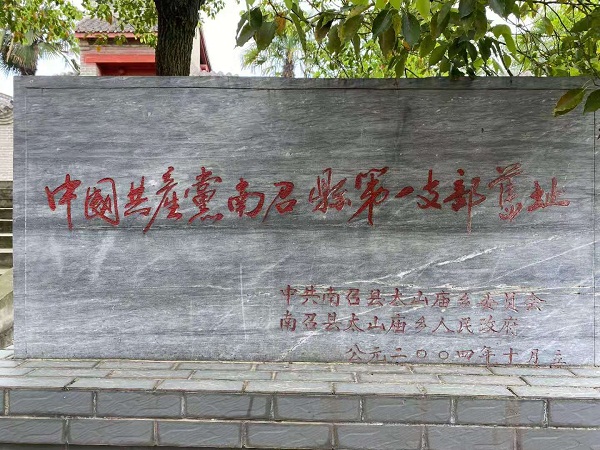 中國共產黨南召縣第一支部舊址
中共南召县太山庙乡委员会
南召县太山庙乡人民政府
公元二〇〇四年十月立